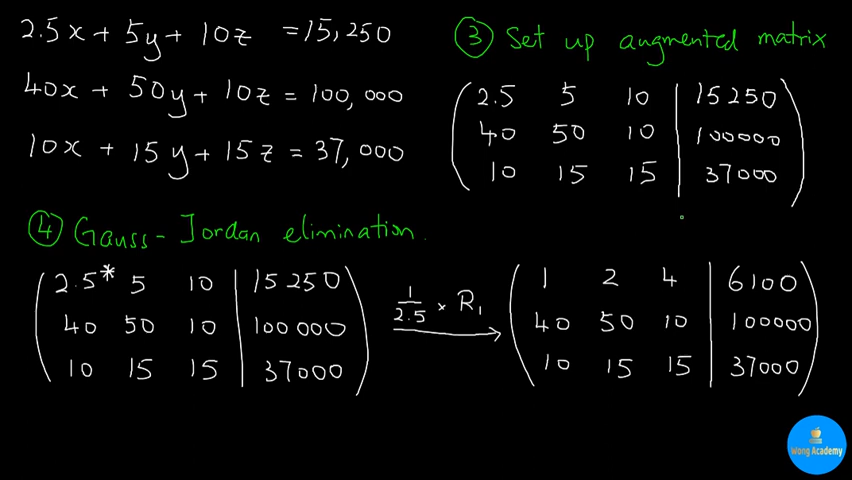 2.5x + 5y + 10z = 15,250
40x + 50y + 10z = 100,000
10x + 15y + 15z = 37,000
③ Set up augmented matrix
2.5 5 10 | 15250
40 50 10 | 100000
10 15 15 | 37000
④ Gauss-Jordan elimination.
2.5* 5 10 | 15250
40 50 10 | 100000
10 15 15 | 37000
1/2.5 × R₁
1 2 4 | 6100
40 50 10 | 100000
10 15 15 | 37000
Wong Academy